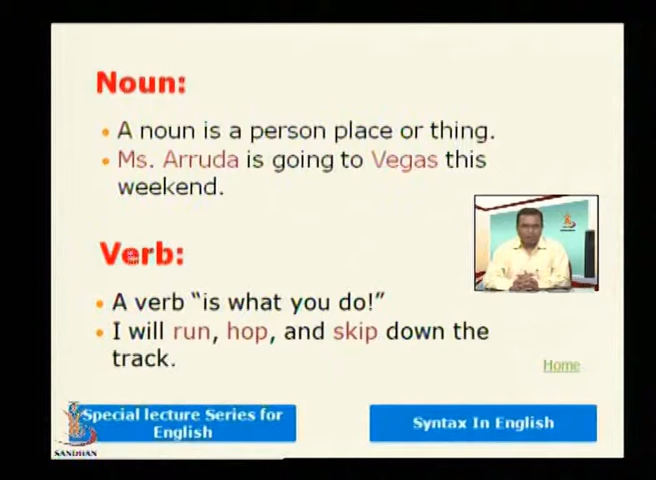 Noun:
A noun is a person place or thing.
Ms. Arruda is going to Vegas this
weekend.
Verb:
A verb “is what you do!”
I will run, hop, and skip down the
track.
Home
Special lecture Series for
English
Syntax In English
SANDHAN